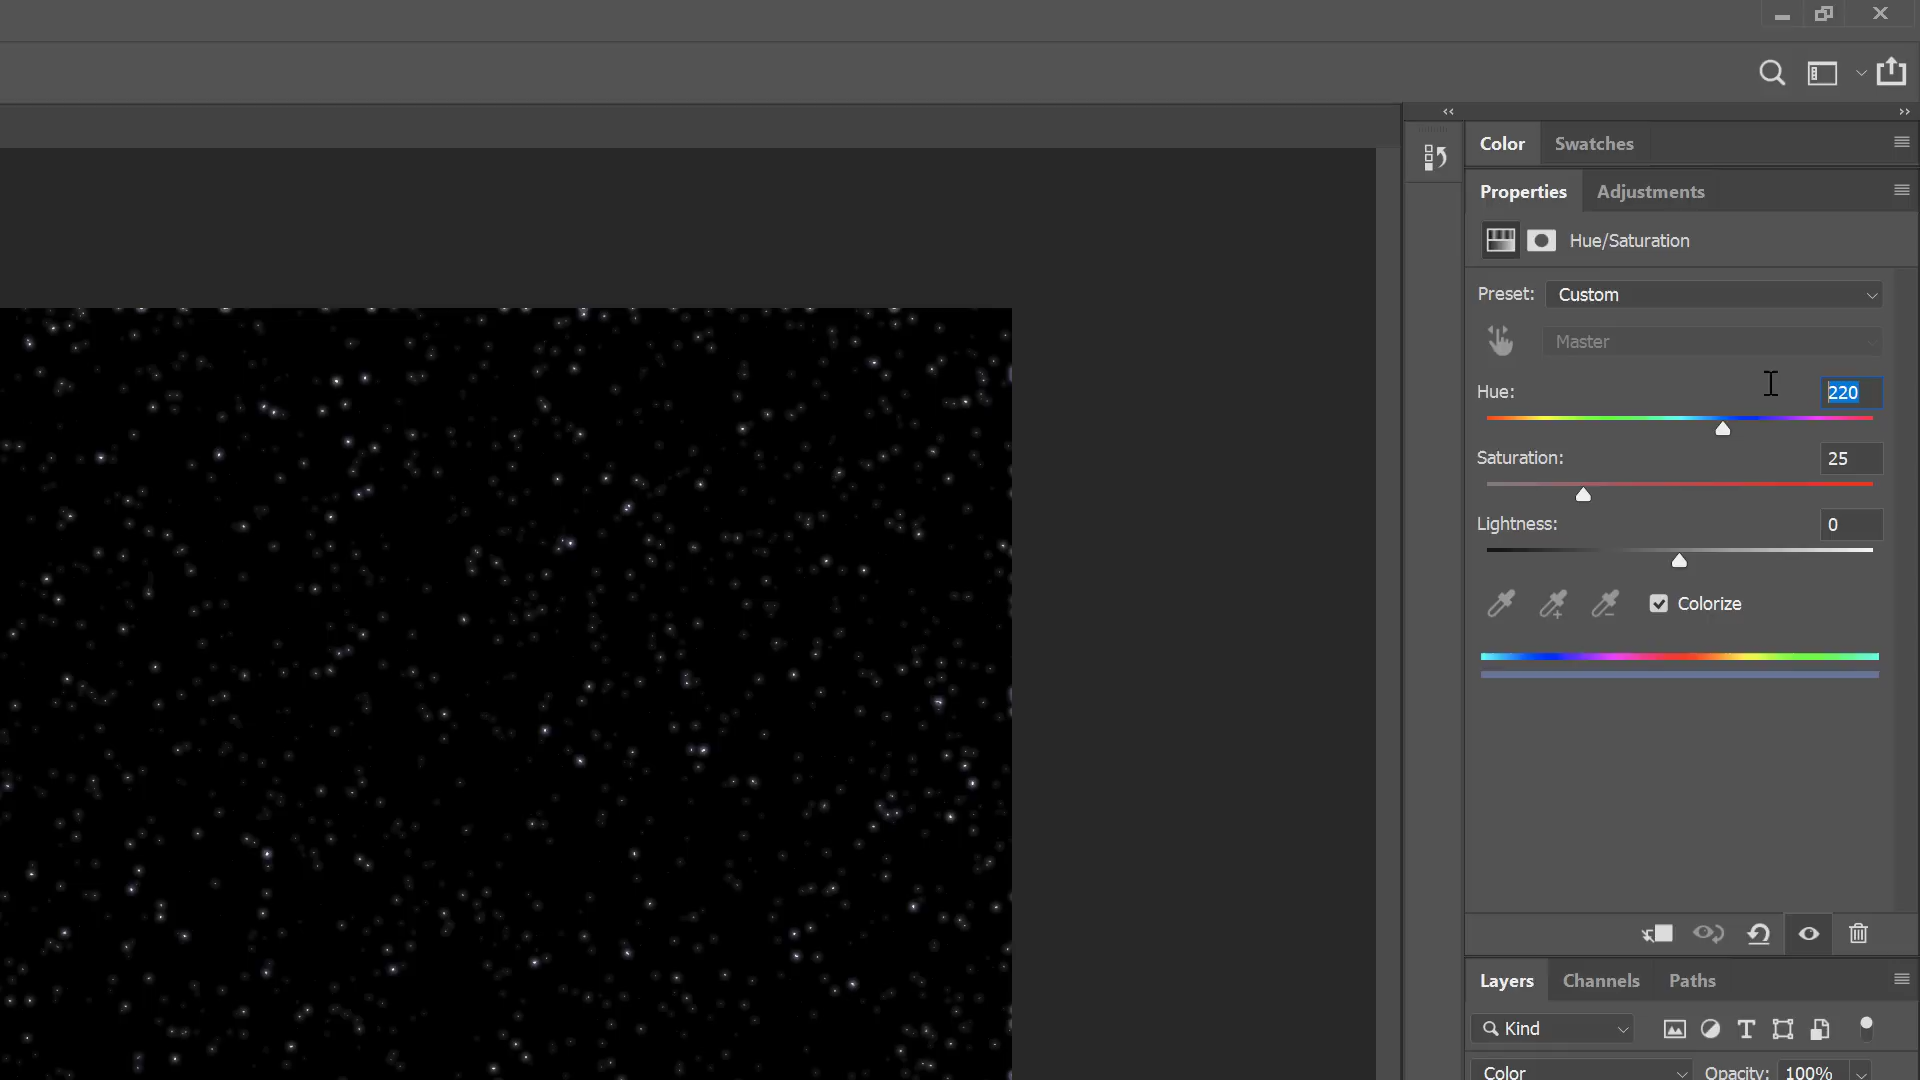 Color Swatches
Properties Adjustments
Hue/Saturation
Preset: Custom
Master
Hue: 220
Saturation: 25
Lightness: 0
Colorize
Layers Channels Paths
Kind
Color Opacity: 100%